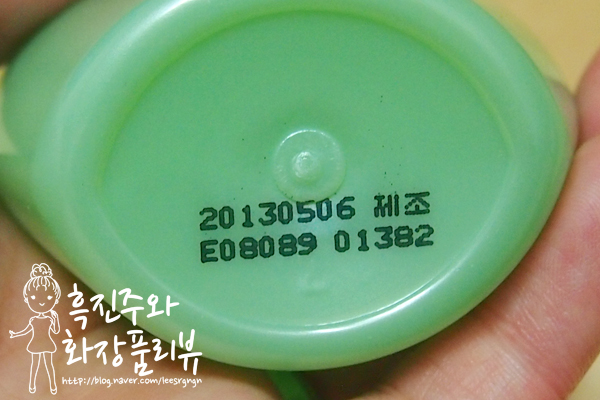 20130506 제조
E08089 01382
흑진주와
화장품리뷰
http://blog.naver.com/leesrgngn